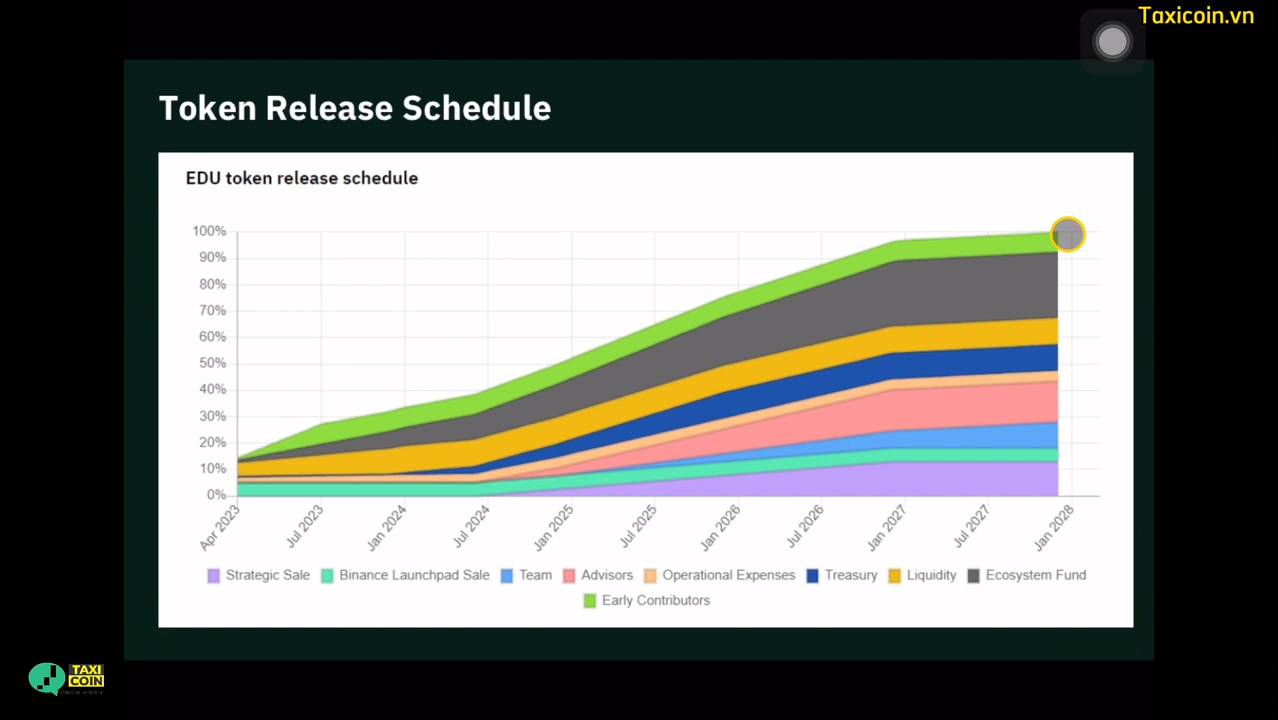 Taxicoin.vn
Token Release Schedule
EDU token release schedule
100%
90%
80%
70%
60%
50%
40%
30%
20%
10%
0%
Apr 2023
Jul 2023
Jan 2024
Jul 2024
Jan 2025
Jul 2025
Jan 2026
Jul 2026
Jan 2027
Jul 2027
Jan 2028
Strategic Sale Binance Launchpad Sale Team Advisors Operational Expenses Treasury Liquidity Ecosystem Fund
Early Contributors
TAXI
COIN